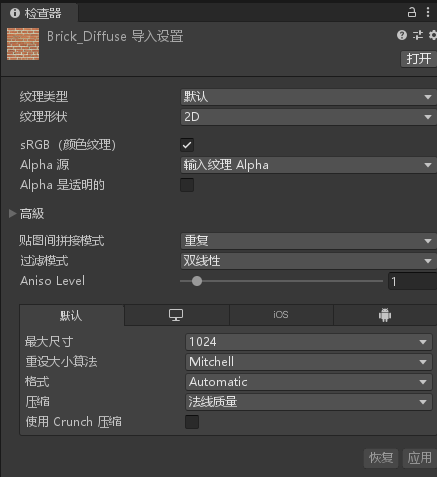 检查器
Brick_Diffuse 导入设置
打开
纹理类型 默认
纹理形状 2D
sRGB（颜色纹理）
Alpha 源 输入纹理 Alpha
Alpha 是透明的
高級
贴图间拼接模式 重复
过滤模式 双线性
Aniso Level 1
默认 iOS
最大尺寸 1024
重设大小算法 Mitchell
格式 Automatic
压缩 法线质量
使用 Crunch 压缩
恢复 应用